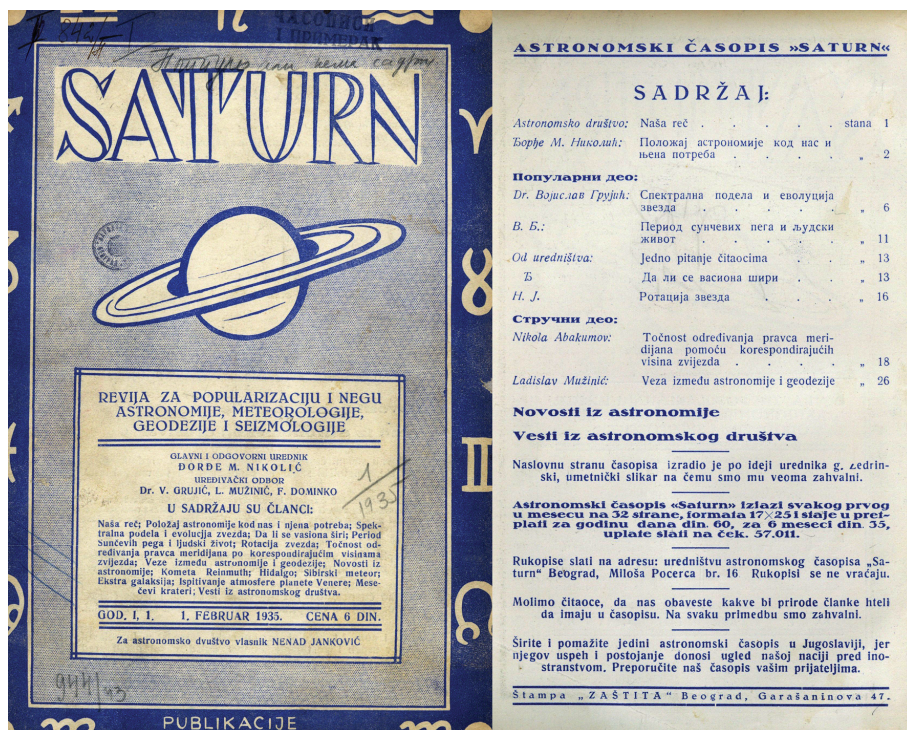 ЧАСОПИСИ
I ПРИМЕРАК
944/43
SATURN
REVIJA ZA POPULARIZACIJU I NEGU
ASTRONOMIJE, METEOROLOGIJE,
GEODEZIJE I SEIZMOLOGIJE
GLAVNI I ODGOVORNI UREDNIK
ĐORĐE M. NIKOLIĆ
UREĐIVAČKI ODBOR
Dr. V. GRUJIĆ, L. MUŽINIĆ, F. DOMINKO
1
1935
U SADRŽAJU SU ČLANCI:
Naša reč; Položaj astronomije kod nas i njena potreba; Spek-
tralna podela i evolucija zvezda; Da li se vasiona širi; Period
Sunčevih pega i ljudski život; Rotacija zvezda; Točnost od-
ređivanja pravca meridijana po korespondirajućim visinama
zvijezda; Veze između astronomije i geodezije; Novosti iz
astronomije; Kometa Reinmuth; Hidalgo; Sibirski meteor;
Ekstra galaksija; Ispitivanje atmosfere planete Venere; Mese-
čevi krateri; Vesti iz astronomskog društva.
GOD. I, 1. 1. FEBRUAR 1935. CENA 6 DIN.
Za astronomsko dvuštvo vlasnik NENAD JANKOVIĆ
PUBLIKACIJE
ASTRONOMSKI ČASOPIS »SATURN«
SADRŽAJ:
Astronomsko društvo: Naša reč . . . . . stana 1
Ђорђе М. Николић: Положај астрономије код нас и
њена потреба . . . . „ 2
Популарни део:
Dr. Војислав Грујић: Спектрална подела и еволуција
звезда . . . . . „ 6
В. Б.: Период сунчевих пега и људски
живот . . . . . „ 11
Od uredništva: Jedno pitanje čitaocima . . „ 13
Ђ Да ли се васиона шири . . „ 13
Н. Ј. Ротација звезда . . . „ 16
Стручни део:
Nikola Abakumov: Točnost određivanja pravca meri-
dijana pomoću korespondirajućih
visina zvijezda . . . . „ 18
Ladislav Mužinić: Veza između astronomije i geodezije „ 26
Novosti iz astronomije
Vesti iz astronomskog društva
Naslovnu stranu časopisa izradio je po ideji urednika g. Zedrin-
ski, umetnički slikar na čemu smo mu veoma zahvalni.
Astronomski časopis «Saturn» izlazi svakog prvog
u mesecu na 32 strane, formata 17×25 i staje u pret-
plati za godinu dana din. 60, za 6 meseci din. 35,
uplate slati na ček. 57.011.
Rukopise slati na adresu: uredništvu astronomskog časopisa „Sa-
turn“ Beograd, Miloša Pocerca br. 16 Rukopisi se ne vraćaju.
Molimo čitaoce, da nas obaveste kakve bi prirode članke hteli
da imaju u časopisu. Na svaku primedbu smo zahvalni.
Širite i pomažite jedini astronomski časopis u Jugoslaviji, jer
njegov uspeh i postojanje donosi ugled našoj naciji pred ino-
stranstvom. Preporučite naš časopis vašim prijateljima.
Štampa „ZAŠTITA“ Beograd, Garašaninova 47.